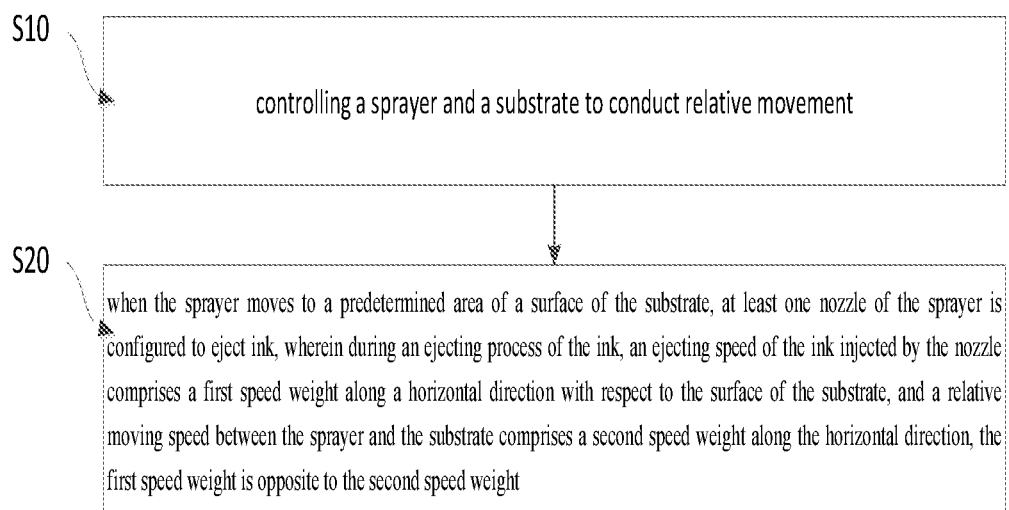 S10
controlling a sprayer and a substrate to conduct relative movement
S20
when the sprayer moves to a predetermined area of a surface of the substrate, at least one nozzle of the sprayer is
configured to eject ink, wherein during an ejecting process of the ink, an ejecting speed of the ink injected by the nozzle
comprises a first speed weight along a horizontal direction with respect to the surface of the substrate, and a relative
moving speed between the sprayer and the substrate comprises a second speed weight along the horizontal direction, the
first speed weight is opposite to the second speed weight